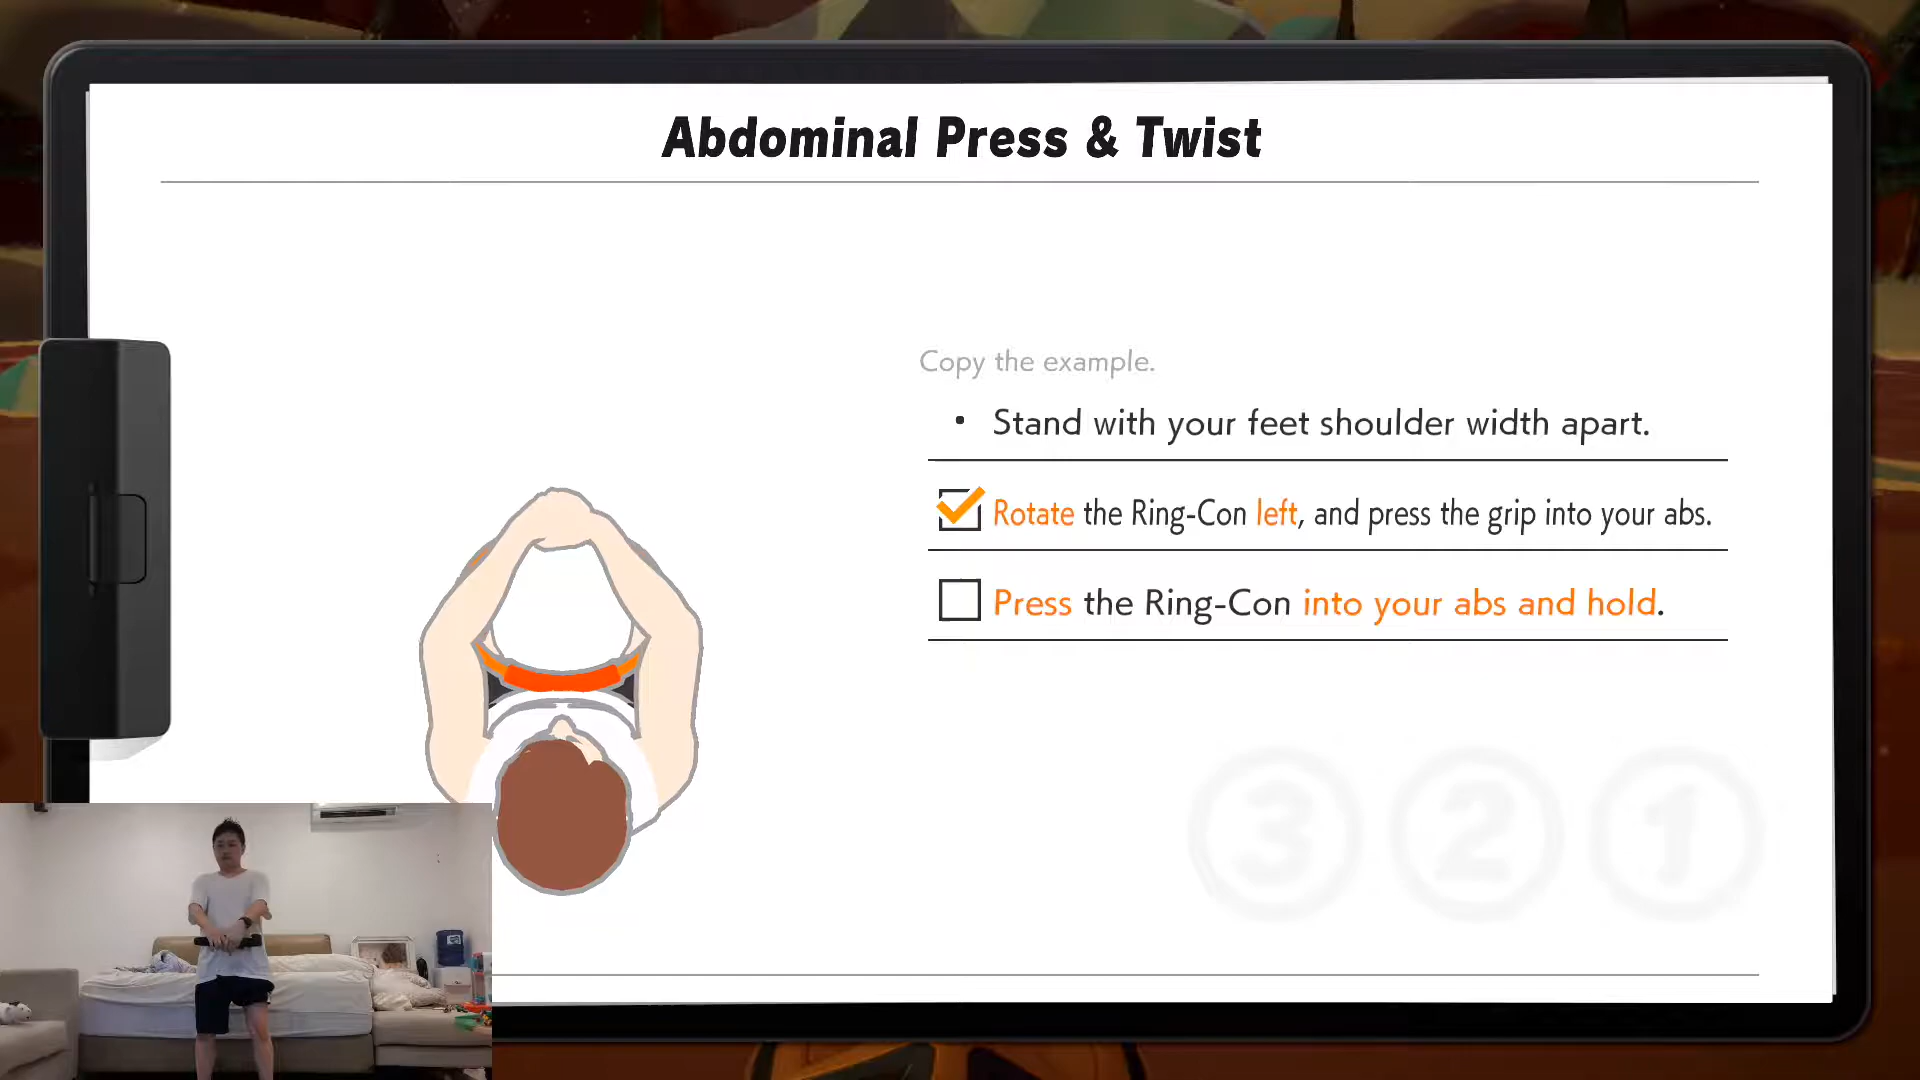 Abdominal Press & Twist
Copy the example.
• Stand with your feet shoulder width apart.
Rotate the Ring-Con left, and press the grip into your abs.
Press the Ring-Con into your abs and hold.
3 2 1